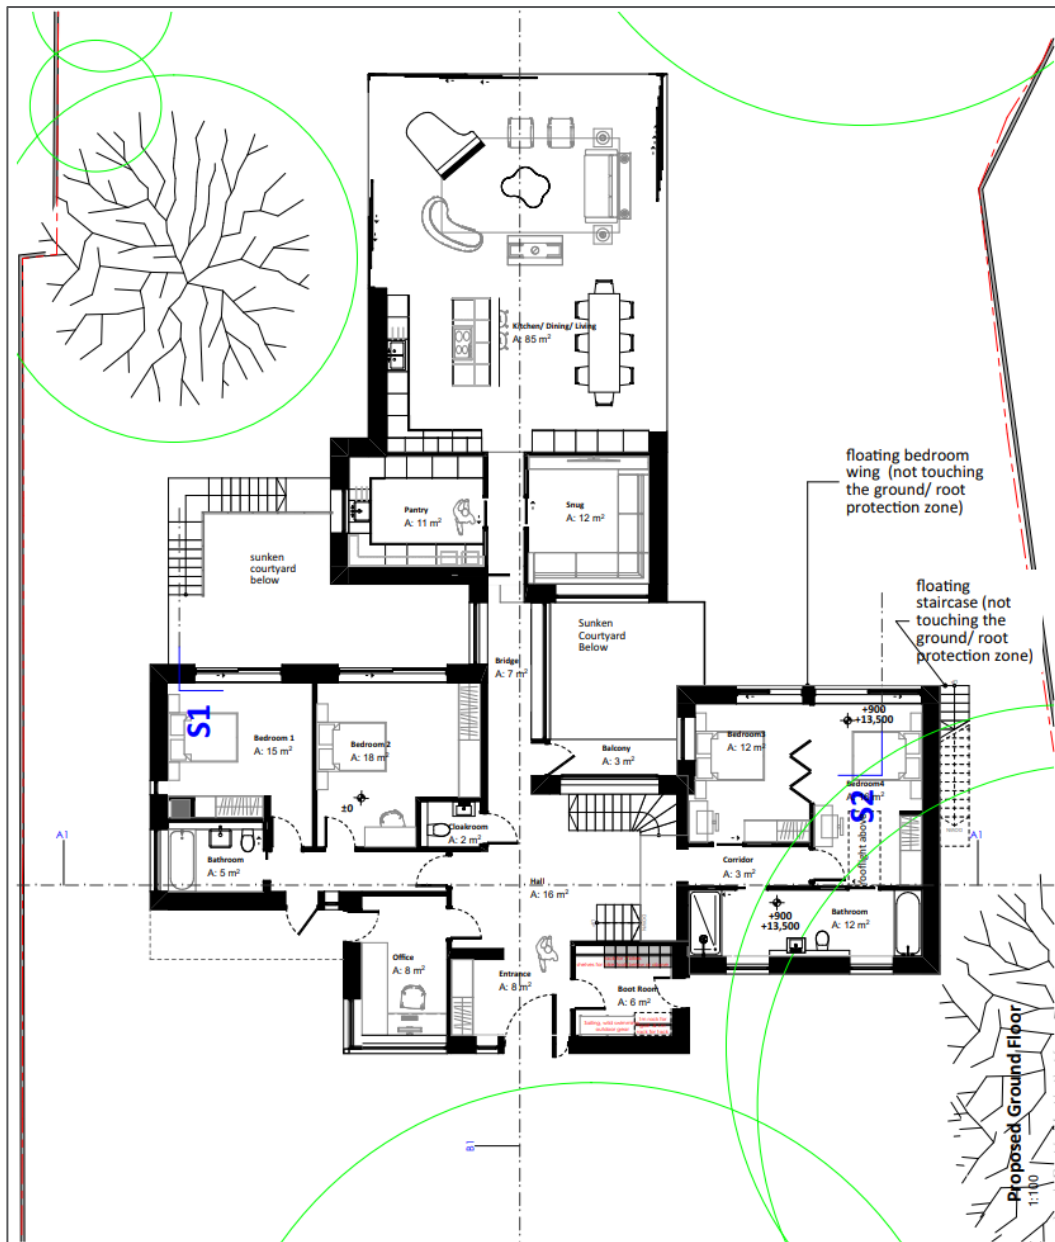 Kitchen/ Dining/ Living
A: 85 m²
floating bedroom
wing (not touching
the ground/ root
protection zone)
Pantry
A: 11 m²
Snug
A: 12 m²
sunken
courtyard
below
floating
staircase (not
touching the
ground/ root
protection zone)
Sunken
Courtyard
Below
Bridge
A: 7 m²
S1
Bedroom 1
A: 15 m²
Bedroom 2
A: 18 m²
±0
Balcony
A: 3 m²
Bedroom3
A: 12 m²
+900
+13,500
Bedroom4
S2
rooflight above
Cloakroom
A: 2 m²
A1
A1
Bathroom
A: 5 m²
Corridor
A: 3 m²
Hall
A: 16 m²
+900
+13,500
Bathroom
A: 12 m²
Office
A: 8 m²
Entrance
A: 8 m²
Boot Room
A: 6 m²
outdoor gear
B1
Proposed Ground Floor
1:100